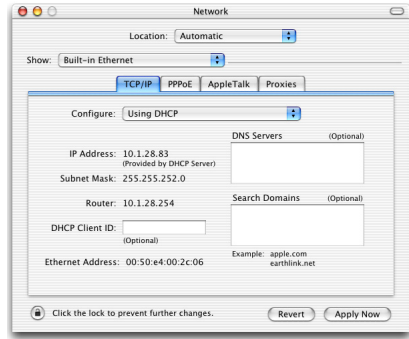 Network
Location: Automatic
Show: Built-in Ethernet
TCP/IP PPPoE AppleTalk Proxies
Configure: Using DHCP
DNS Servers (Optional)
IP Address: 10.1.28.83
(Provided by DHCP Server)
Subnet Mask: 255.255.252.0
Router: 10.1.28.254
Search Domains (Optional)
DHCP Client ID:
(Optional)
Example: apple.com
earthlink.net
Ethernet Address: 00:50:e4:00:2c:06
Click the lock to prevent further changes.
Revert Apply Now